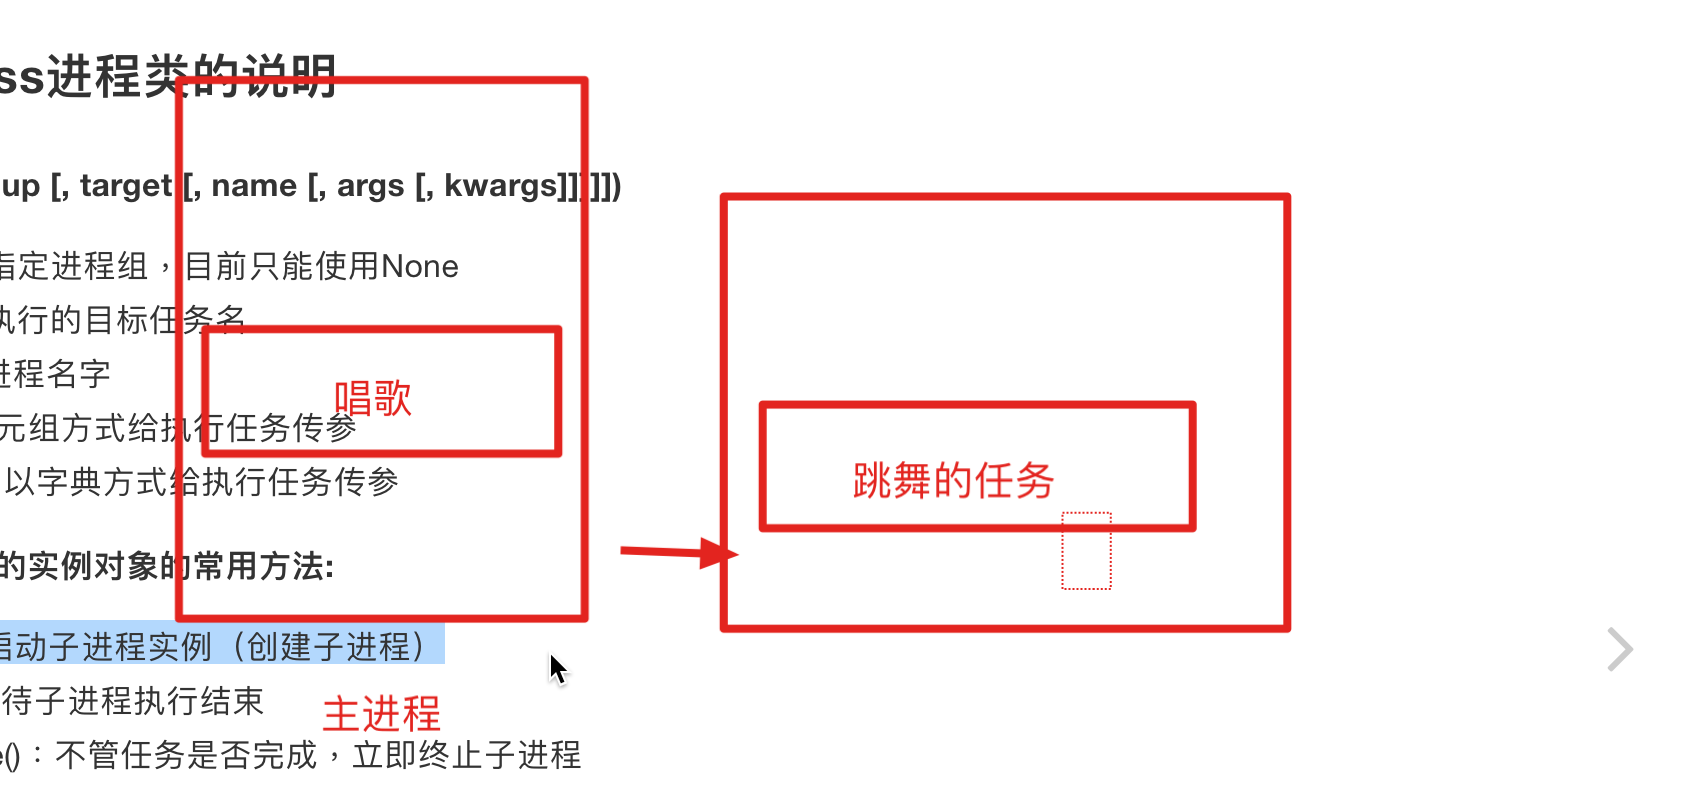 ss进程类的说明
up [, target [, name [, args [, kwargs]]]]])
指定进程组，目前只能使用None
执行的目标任务名
进程名字
唱歌
元组方式给执行任务传参
以字典方式给执行任务传参
跳舞的任务
的实例对象的常用方法:
启动子进程实例（创建子进程）
待子进程执行结束
主进程
e()：不管任务是否完成，立即终止子进程